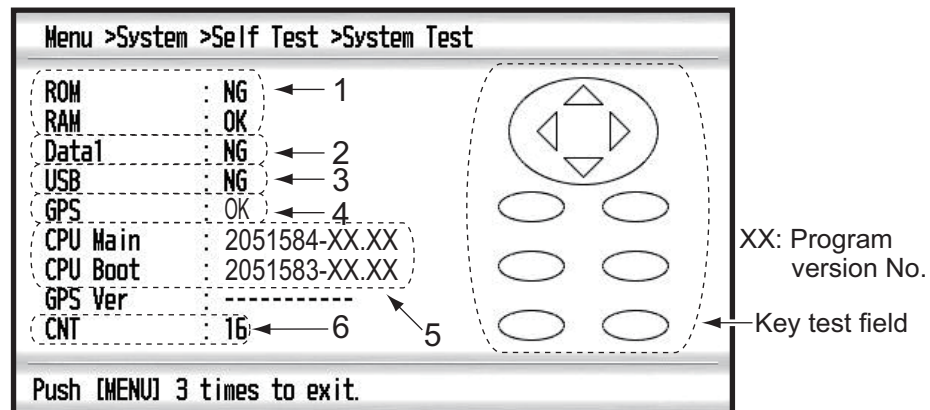 Menu >System >Self Test >System Test
ROM : NG 1
RAM : OK
Data1 : NG 2
USB : NG 3
GPS : OK 4
CPU Main : 2051584-XX.XX
CPU Boot : 2051583-XX.XX
GPS Ver : -----------
CNT : 16 6
5
XX: Program
version No.
Key test field
Push [MENU] 3 times to exit.